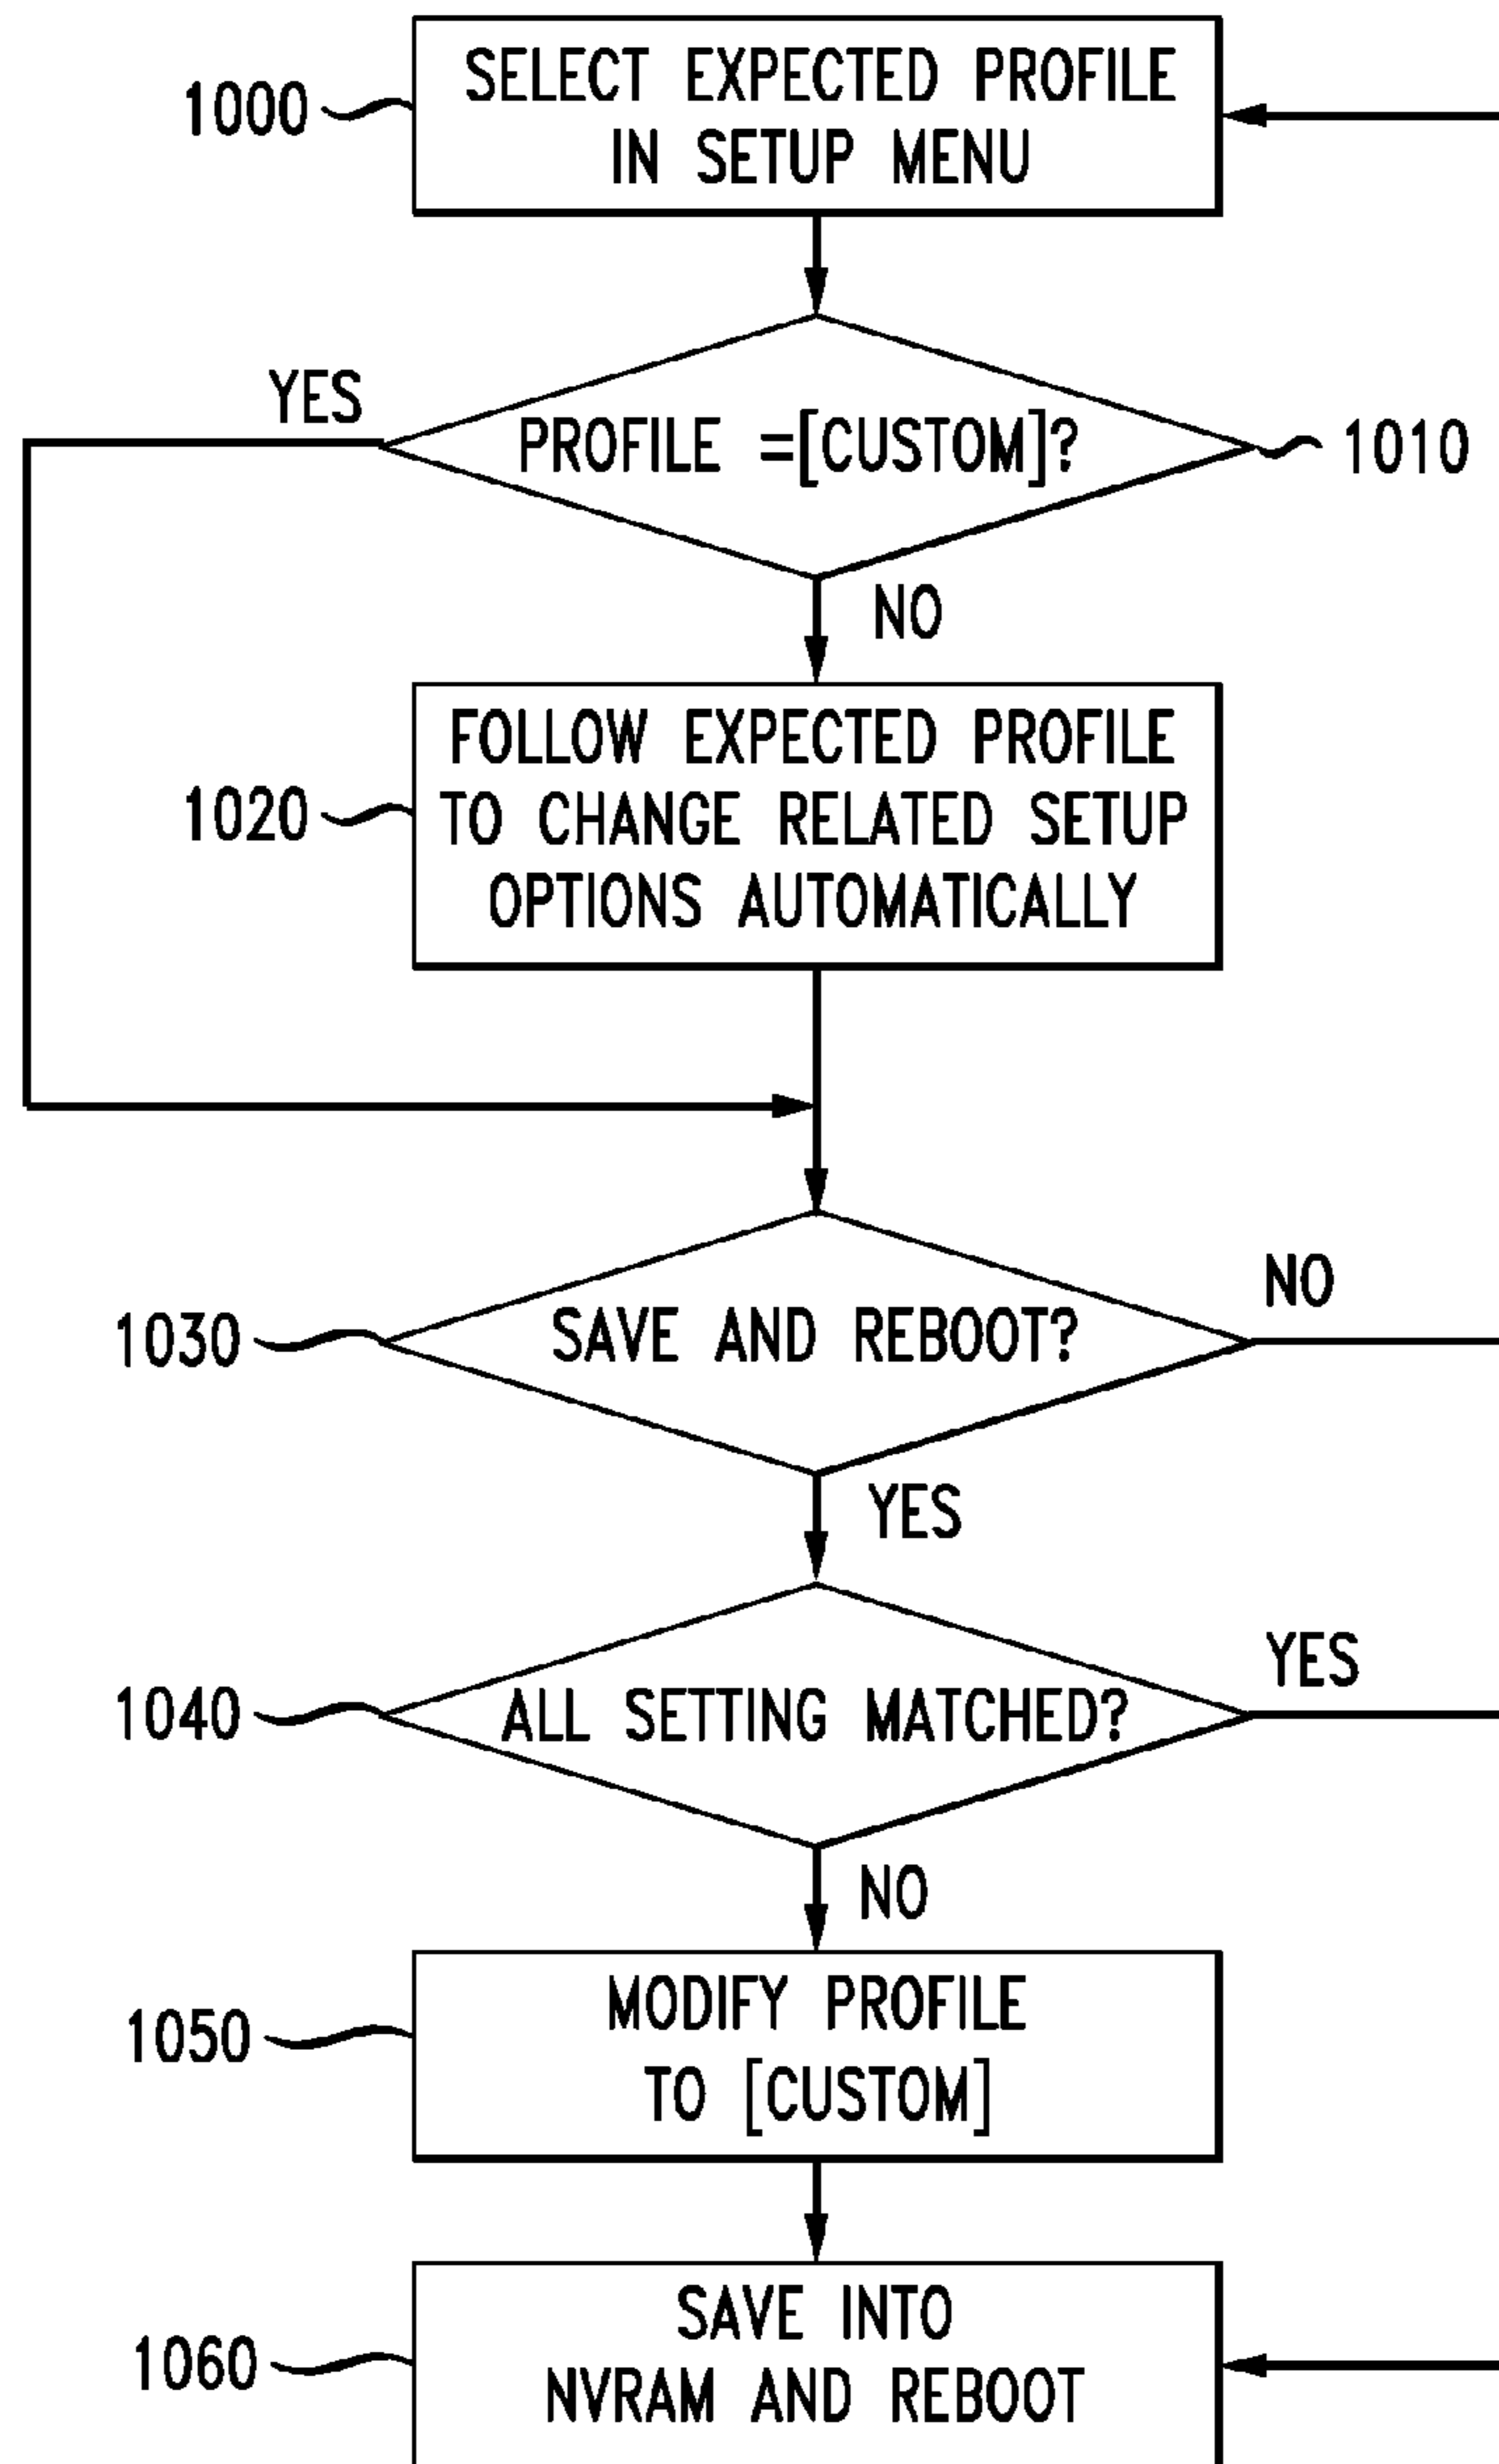 SELECT EXPECTED PROFILE
IN SETUP MENU
1000
YES
PROFILE =[CUSTOM]?
1010
NO
FOLLOW EXPECTED PROFILE
TO CHANGE RELATED SETUP
OPTIONS AUTOMATICALLY
1020
NO
SAVE AND REBOOT?
1030
YES
YES
ALL SETTING MATCHED?
1040
NO
MODIFY PROFILE
TO [CUSTOM]
1050
SAVE INTO
NVRAM AND REBOOT
1060